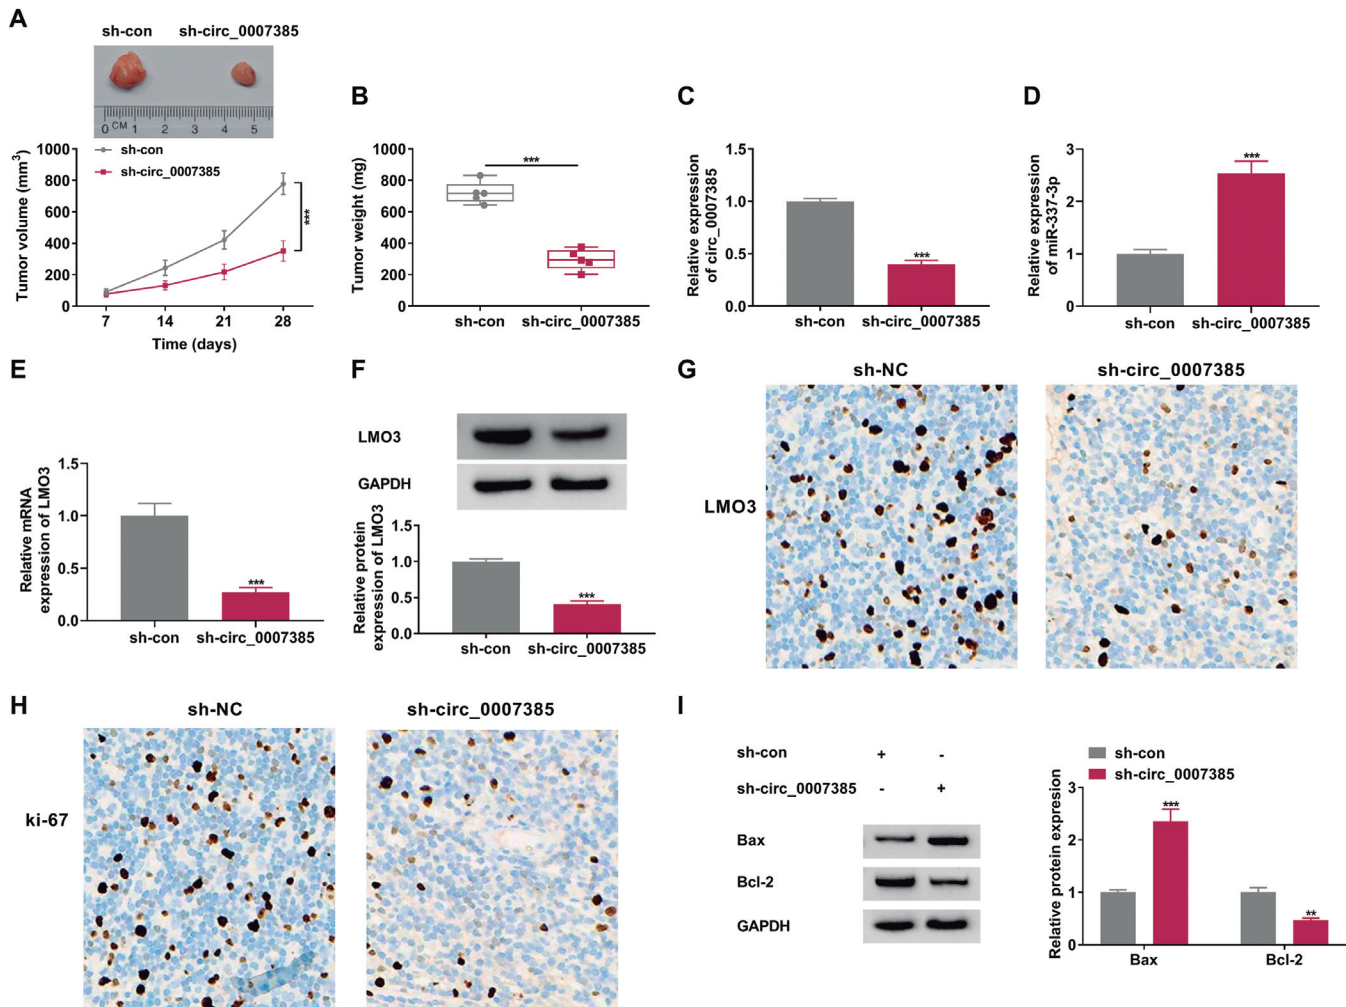 A
sh-con sh-circ_0007385
0 CM 1 2 3 4 5
sh-con
sh-circ_0007385
Tumor volume (mm³)
1000
800
600
400
200
0
***
7 14 21 28
Time (days)
B
Tumor weight (mg)
1000
800
600
400
200
0
***
sh-con sh-circ_0007385
C
Relative expression
of circ_0007385
1.5
1.0
0.5
0.0
***
sh-con sh-circ_0007385
D
Relative expression
of miR-337-3p
3
2
1
0
***
sh-con sh-circ_0007385
E
Relative mRNA
expression of LMO3
1.5
1.0
0.5
0.0
***
sh-con sh-circ_0007385
F
LMO3
GAPDH
Relative protein
expression of LMO3
1.5
1.0
0.5
0.0
***
sh-con sh-circ_0007385
G
sh-NC sh-circ_0007385
LMO3
H
sh-NC sh-circ_0007385
ki-67
I
sh-con + -
sh-circ_0007385 - +
Bax
Bcl-2
GAPDH
sh-con
sh-circ_0007385
Relative protein expression
3
2
1
0
***
**
Bax Bcl-2